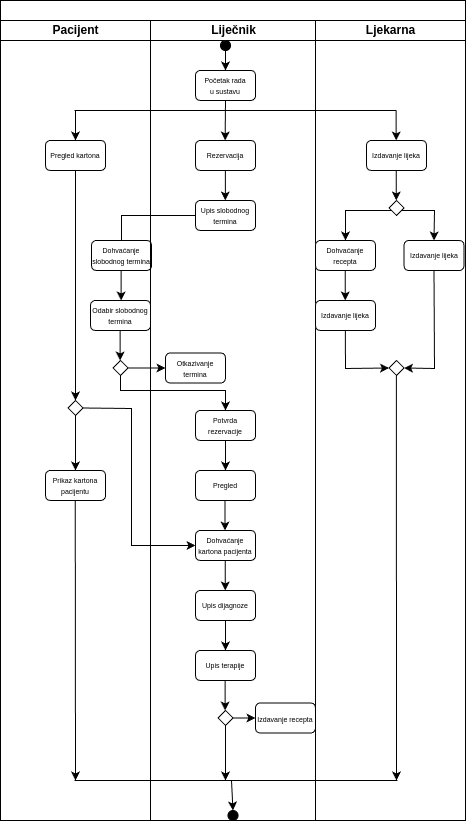 Pacijent
Liječnik
Ljekarna
Početak rada
u sustavu
Pregled kartona
Rezervacija
Izdavanje lijeka
Upis slobodnog
termina
Dohvaćanje
slobodnog termina
Dohvaćanje
recepta
Izdavanje lijeka
Odabir slobodnog
termina
Izdavanje lijeka
Otkazivanje
termina
Potvrda
rezervacije
Prikaz kartona
pacijentu
Pregled
Dohvaćanje
kartona pacijenta
Upis dijagnoze
Upis terapije
Izdavanje recepta